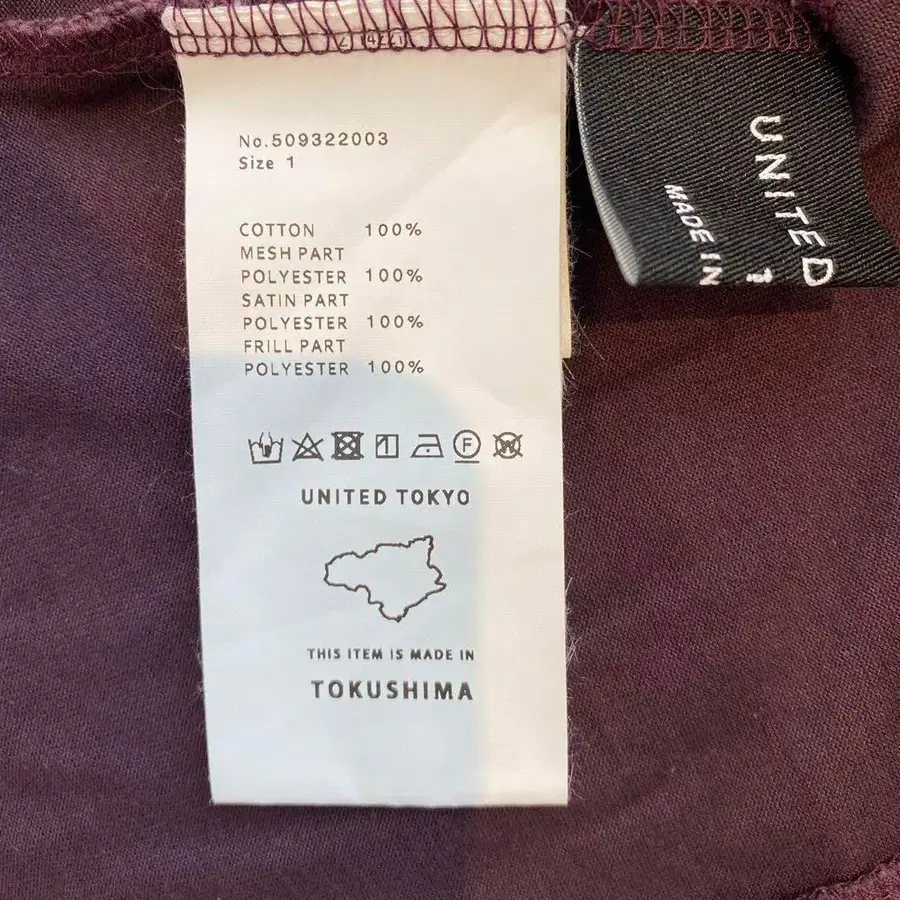 No.509322003
Size 1
COTTON 100%
MESH PART
POLYESTER 100%
SATIN PART
POLYESTER 100%
FRILL PART
POLYESTER 100%
F
W
UNITED TOKYO
THIS ITEM IS MADE IN
TOKUSHIMA
UNITED
MADE IN